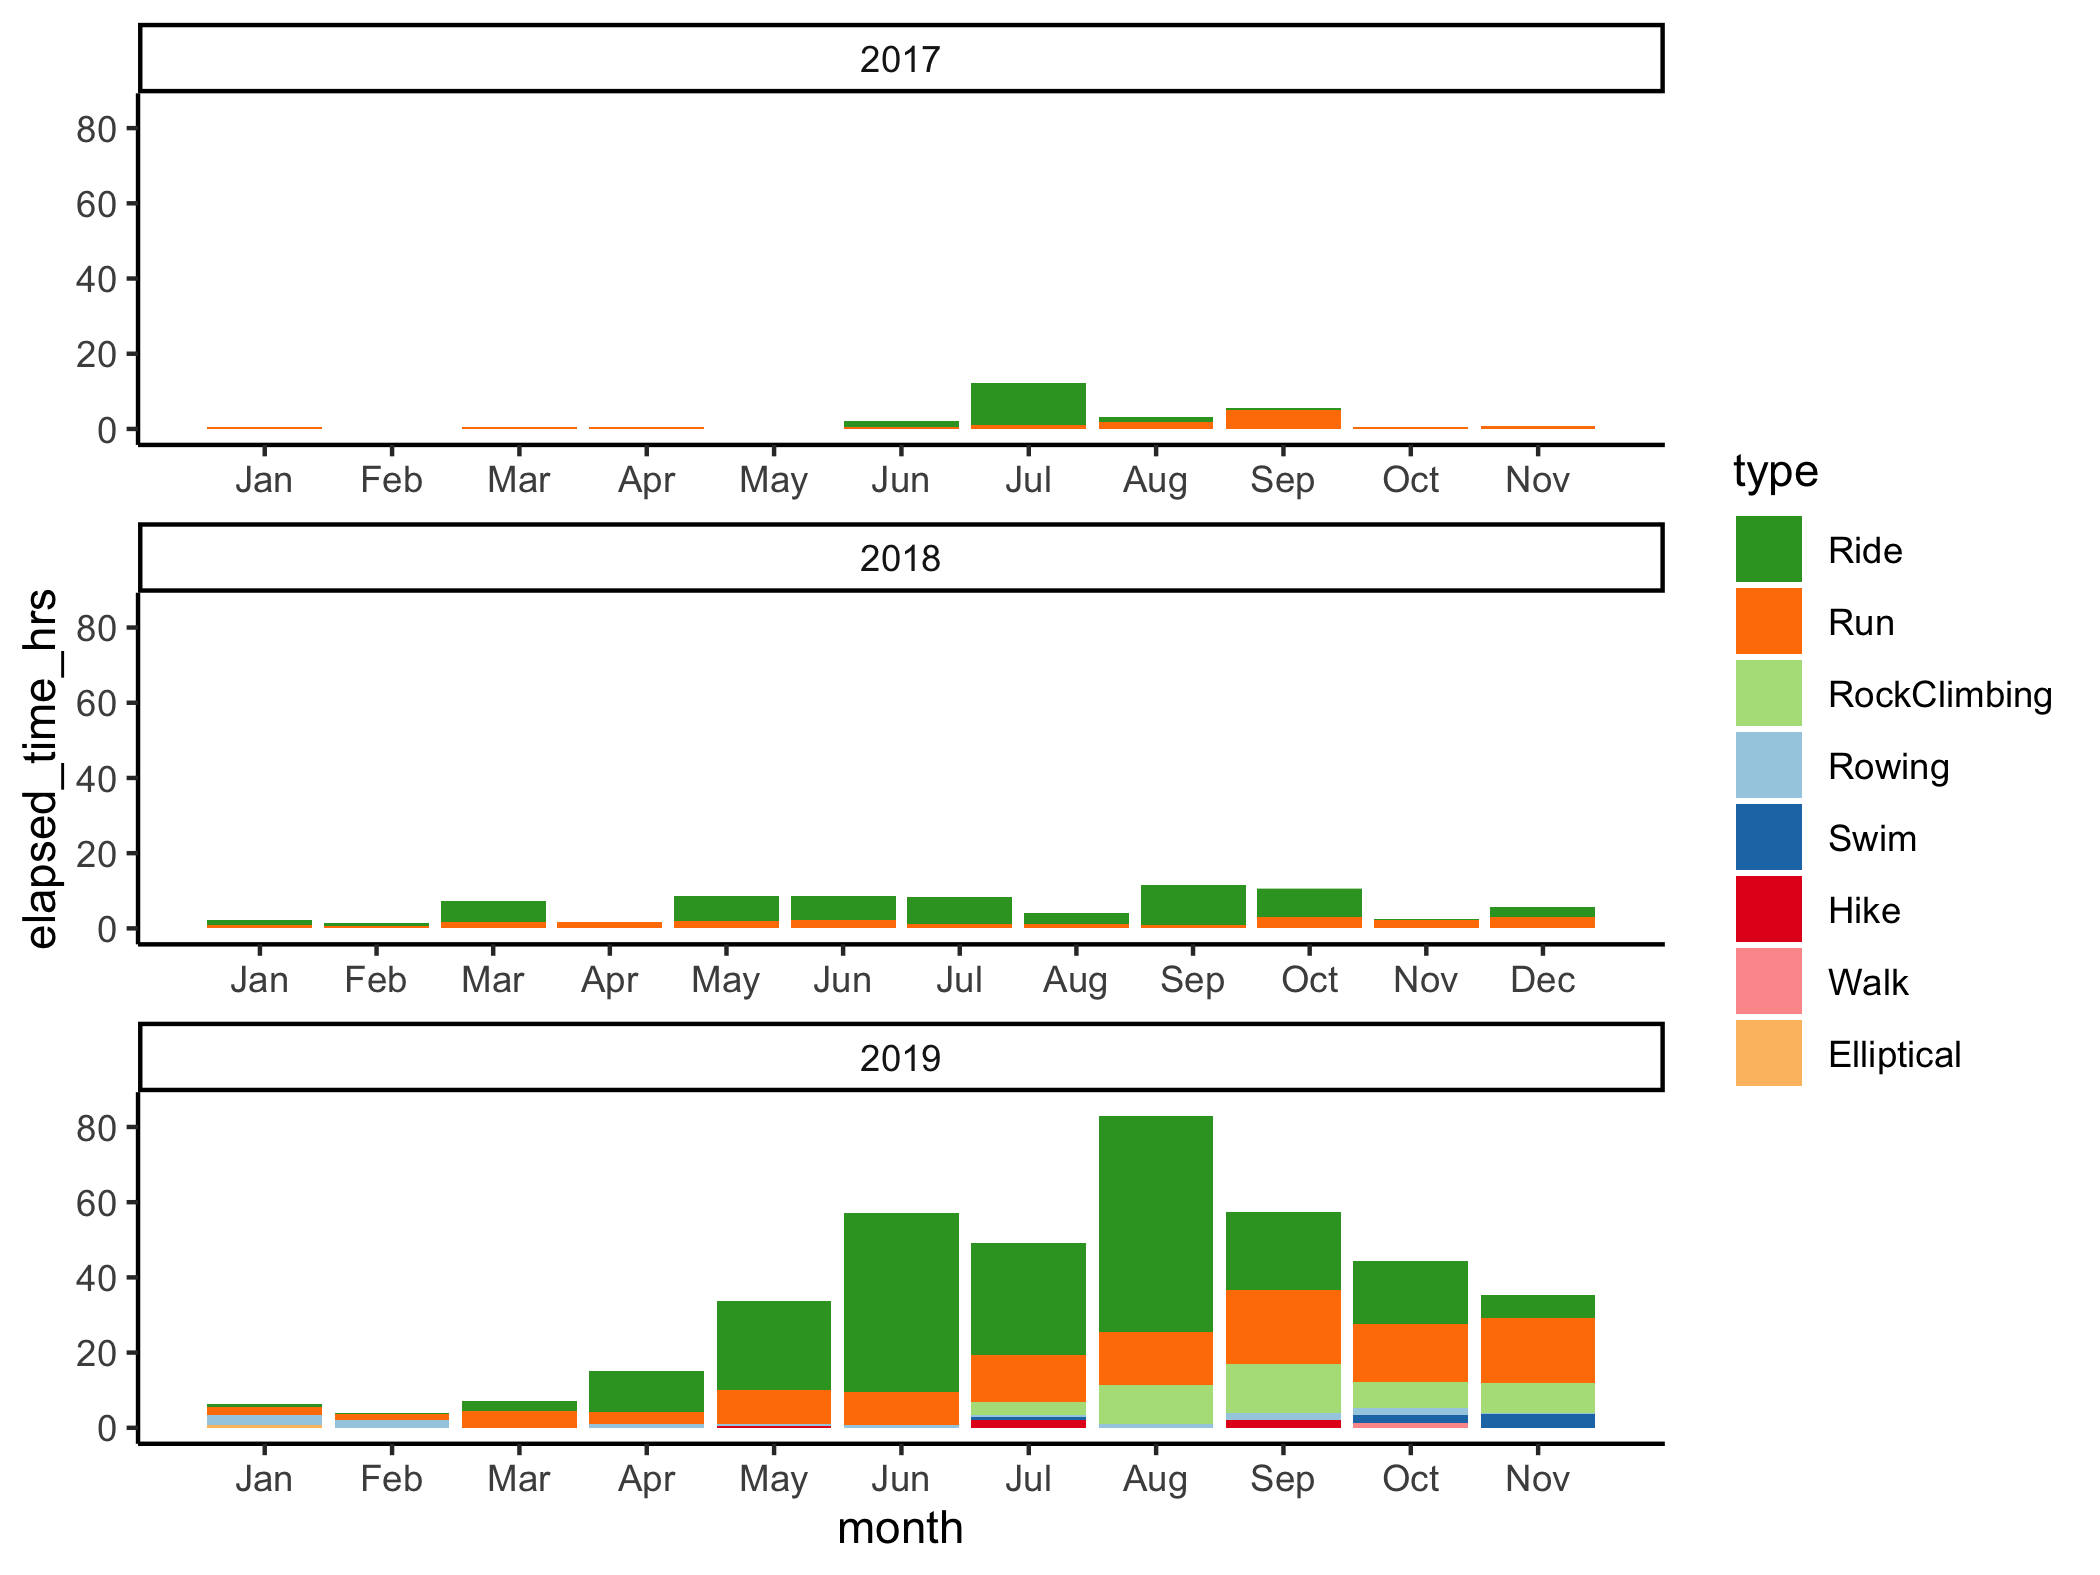 2017
80
60
40
20
0
Jan Feb Mar Apr May Jun Jul Aug Sep Oct Nov
2018
80
60
40
20
0
Jan Feb Mar Apr May Jun Jul Aug Sep Oct Nov Dec
2019
80
60
40
20
0
Jan Feb Mar Apr May Jun Jul Aug Sep Oct Nov
month
elapsed_time_hrs
type
Ride
Run
RockClimbing
Rowing
Swim
Hike
Walk
Elliptical